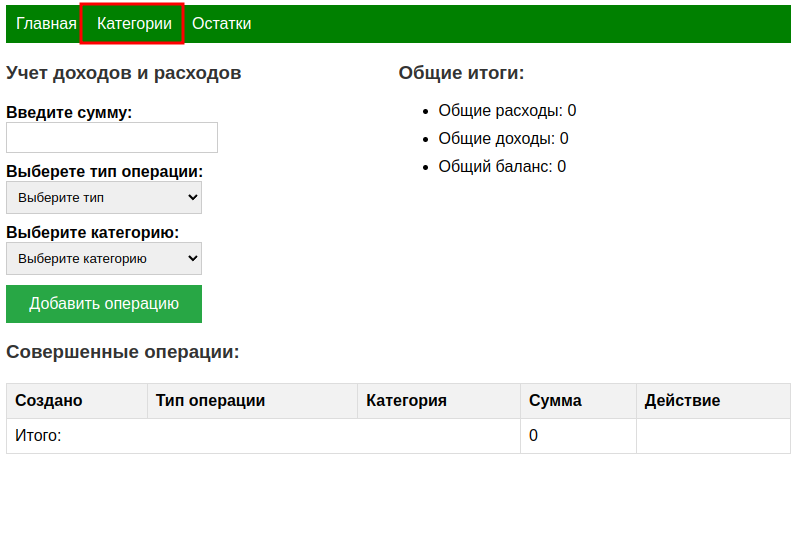 Главная Категории Остатки
Учет доходов и расходов
Введите сумму:
Выберете тип операции:
Выберите тип
Выберите категорию:
Выберите категорию
Добавить операцию
Общие итоги:
Общие расходы: 0
Общие доходы: 0
Общий баланс: 0
Совершенные операции:
Создано Тип операции Категория Сумма Действие
Итого: 0